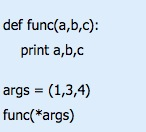 def func(a,b,c):
    print a,b,c
args = (1,3,4)
func(*args)